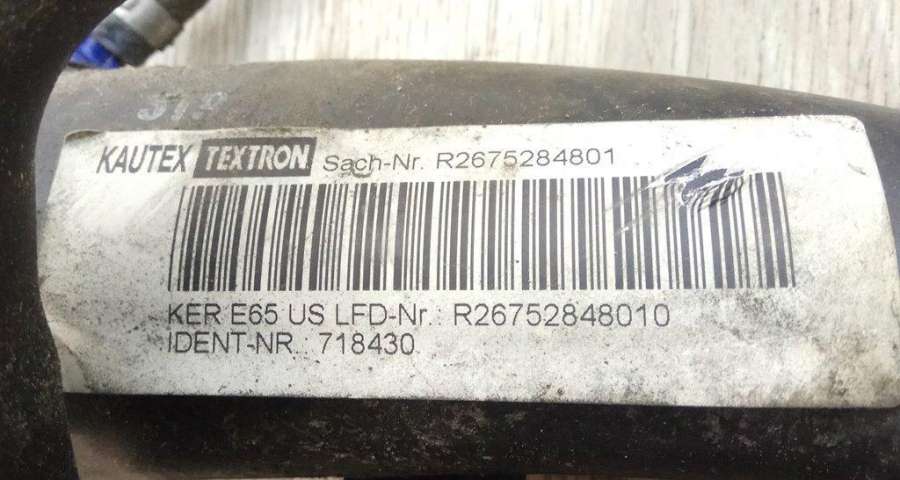 KAUTEX TEXTRON Sach-Nr. R2675284801
KER E65 US LFD-Nr.: R26752848010
IDENT-NR.: 718430